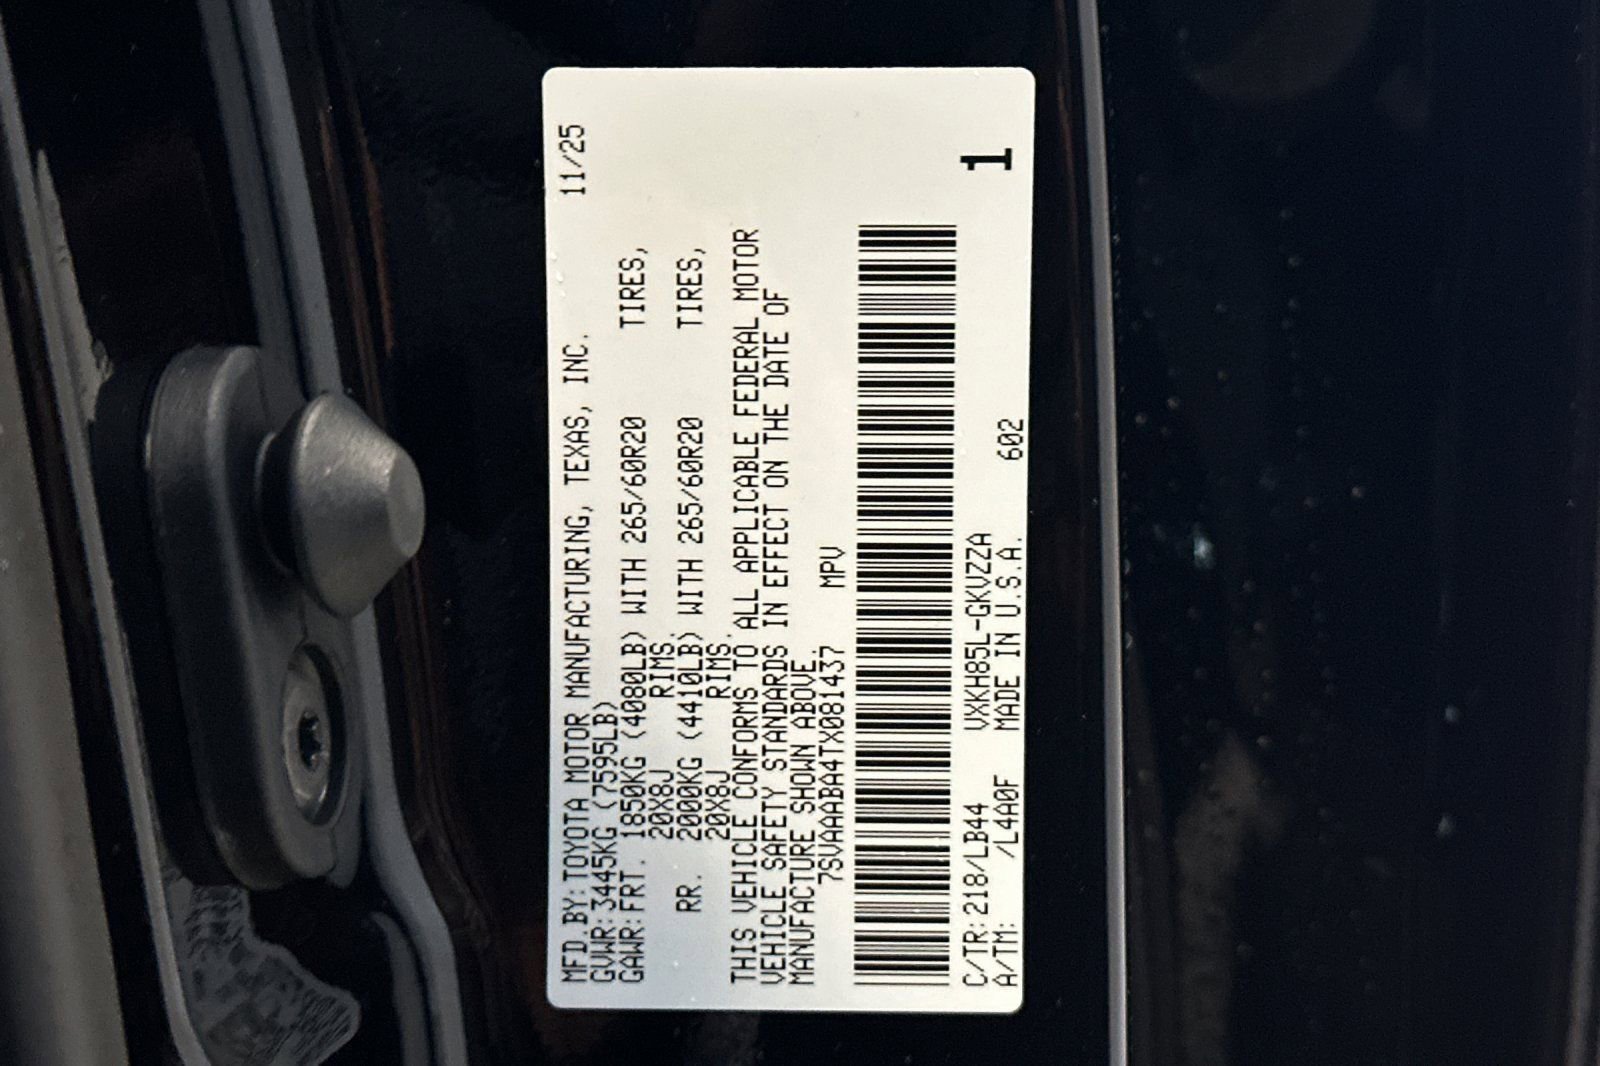 MFD.BY: TOYOTA MOTOR MANUFACTURING, TEXAS, INC. 11/25
GVWR: 3445KG (7595LB)
GAWR: FRT. 1850KG (4080LB) WITH 265/60R20 TIRES,
20X8J RIMS.
RR. 2000KG (4410LB) WITH 265/60R20 TIRES,
20X8J RIMS.
THIS VEHICLE CONFORMS TO ALL APPLICABLE FEDERAL MOTOR
VEHICLE SAFETY STANDARDS IN EFFECT ON THE DATE OF
MANUFACTURE SHOWN ABOVE.
7SVAAABA4TX081437 MPV
C/TR: 218/LB44 VXKH85L-GKVZZA
A/TM: /L4A0F MADE IN U.S.A. 602
1